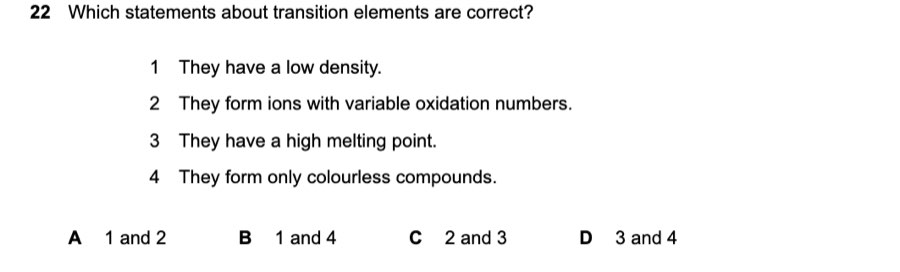 22 Which statements about transition elements are correct?
1 They have a low density.
2 They form ions with variable oxidation numbers.
3 They have a high melting point.
4 They form only colourless compounds.
A 1 and 2 B 1 and 4 C 2 and 3 D 3 and 4